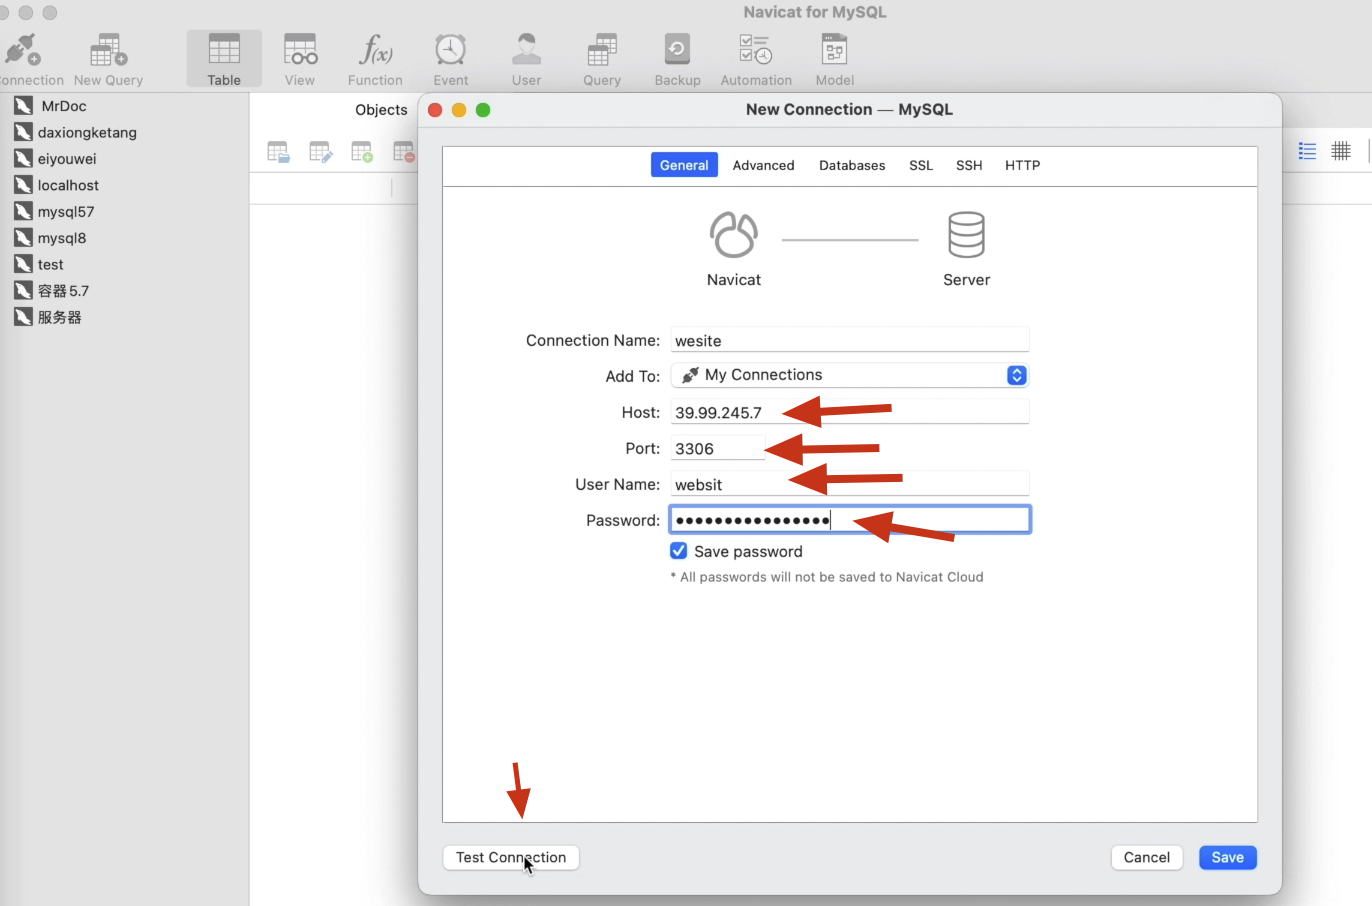 Navicat for MySQL
onnection New Query Table View Function Event User Query Backup Automation Model
f(x)
MrDoc
daxiongketang
eiyouwei
localhost
mysql57
mysql8
test
容器5.7
服务器
Objects
New Connection — MySQL
General Advanced Databases SSL SSH HTTP
Navicat Server
Connection Name: wesite
Add To: My Connections
Host: 39.99.245.7
Port: 3306
User Name: websit
Password: ••••••••••••••••
Save password
* All passwords will not be saved to Navicat Cloud
Test Connection Cancel Save